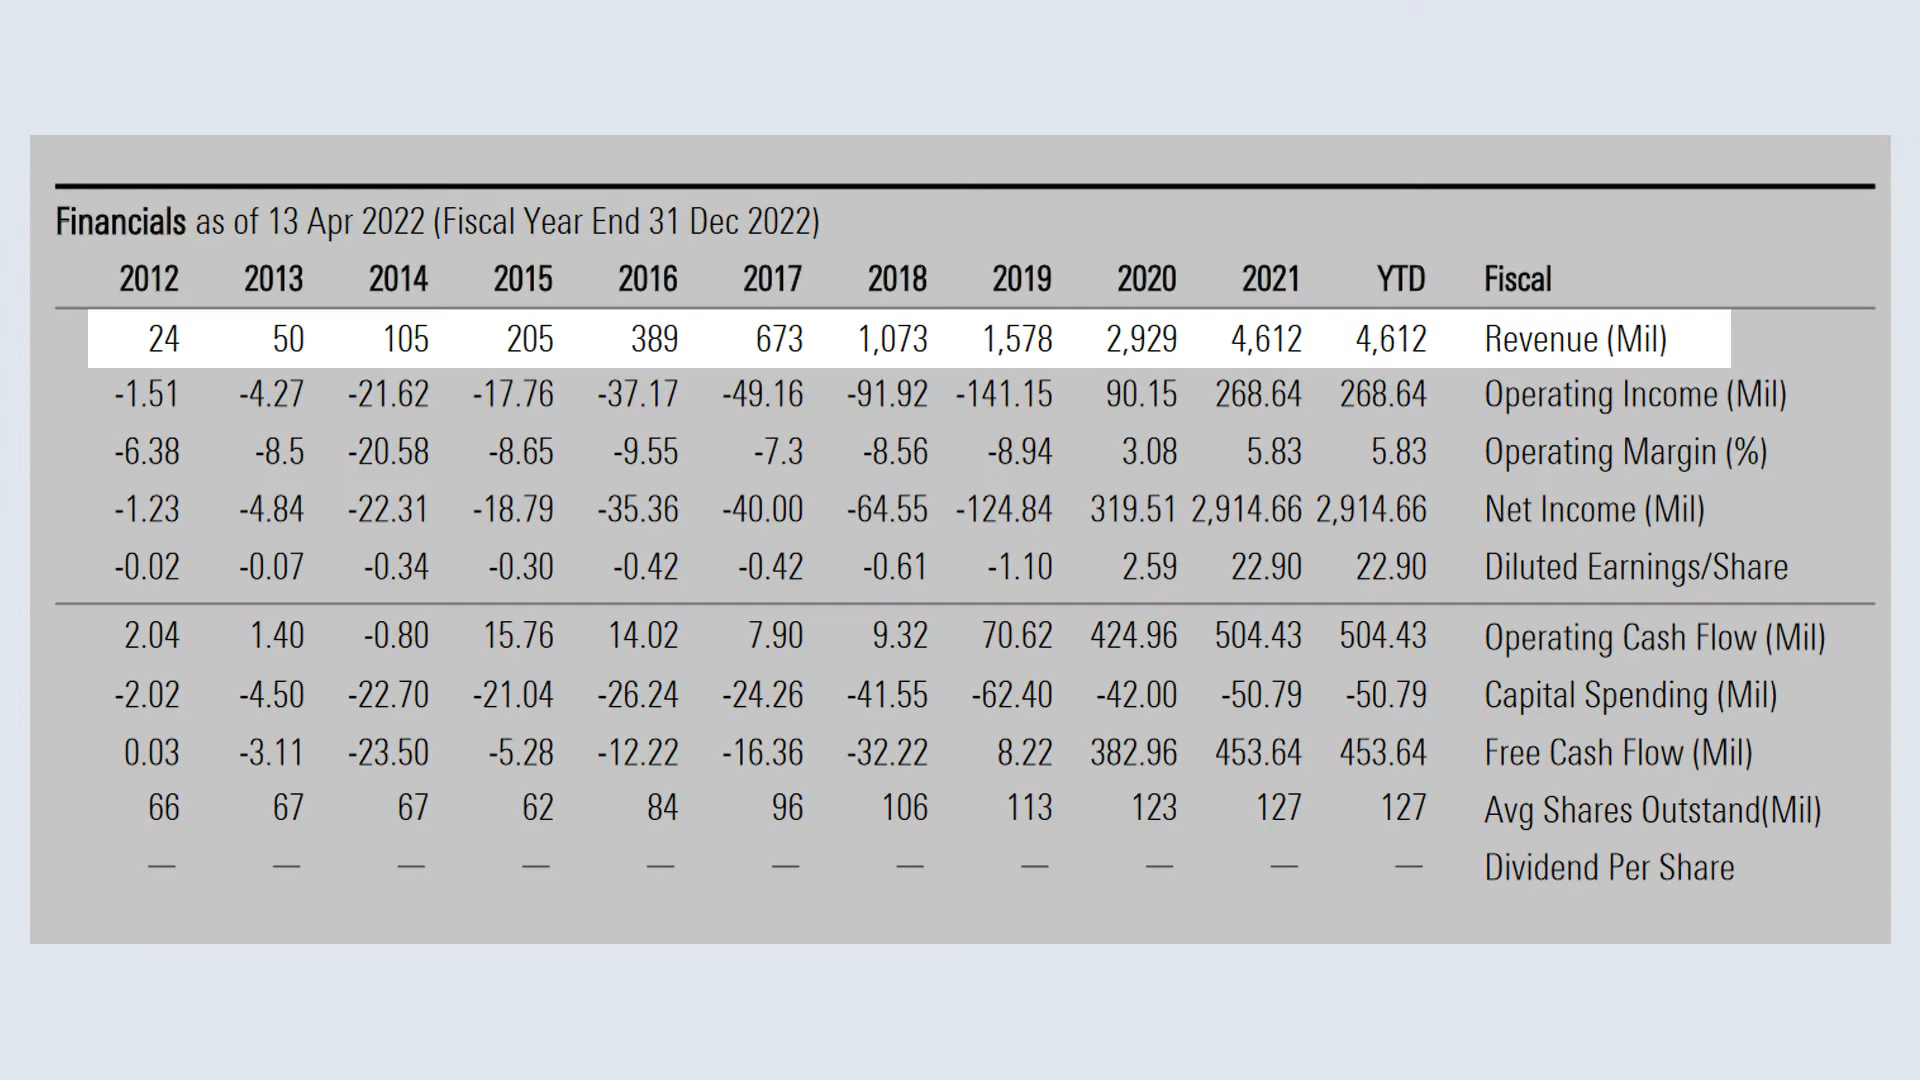 Financials as of 13 Apr 2022 (Fiscal Year End 31 Dec 2022)
2012 2013 2014 2015 2016 2017 2018 2019 2020 2021 YTD Fiscal
24 50 105 205 389 673 1,073 1,578 2,929 4,612 4,612 Revenue (Mil)
-1.51 -4.27 -21.62 -17.76 -37.17 -49.16 -91.92 -141.15 90.15 268.64 268.64 Operating Income (Mil)
-6.38 -8.5 -20.58 -8.65 -9.55 -7.3 -8.56 -8.94 3.08 5.83 5.83 Operating Margin (%)
-1.23 -4.84 -22.31 -18.79 -35.36 -40.00 -64.55 -124.84 319.51 2,914.66 2,914.66 Net Income (Mil)
-0.02 -0.07 -0.34 -0.30 -0.42 -0.42 -0.61 -1.10 2.59 22.90 22.90 Diluted Earnings/Share
2.04 1.40 -0.80 15.76 14.02 7.90 9.32 70.62 424.96 504.43 504.43 Operating Cash Flow (Mil)
-2.02 -4.50 -22.70 -21.04 -26.24 -24.26 -41.55 -62.40 -42.00 -50.79 -50.79 Capital Spending (Mil)
0.03 -3.11 -23.50 -5.28 -12.22 -16.36 -32.22 8.22 382.96 453.64 453.64 Free Cash Flow (Mil)
66 67 67 62 84 96 106 113 123 127 127 Avg Shares Outstand(Mil)
— — — — — — — — — — — Dividend Per Share